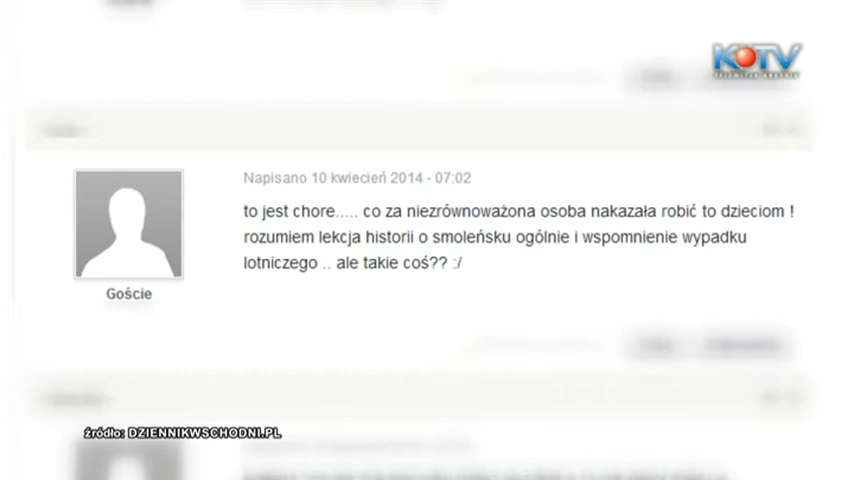 KOTV
Napisano 10 kwiecień 2014 - 07:02
to jest chore..... co za niezrównoważona osoba nakazała robić to dzieciom !
rozumiem lekcja historii o smoleńsku ogólnie i wspomnienie wypadku
lotniczego .. ale takie coś?? :/
Goście
źródło: DZIENNIKWSCHODNI.PL